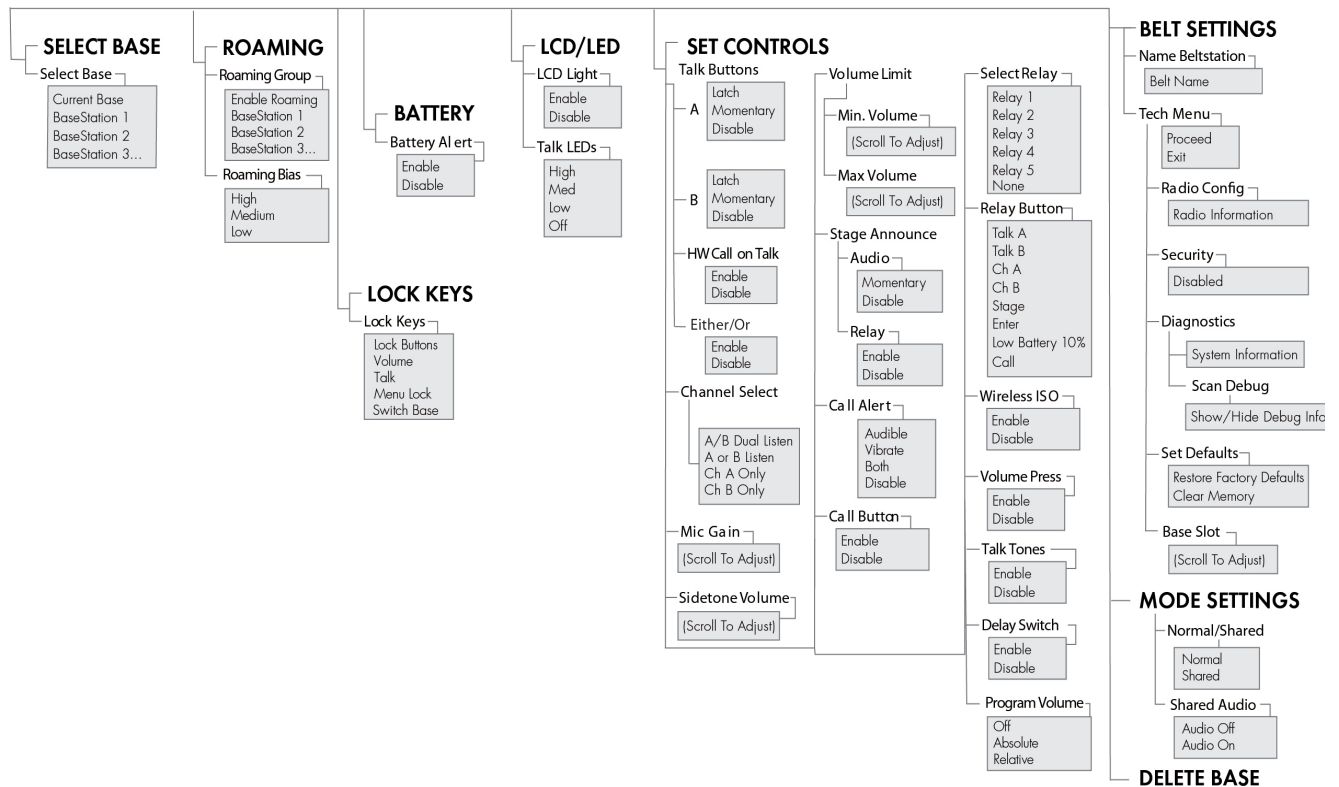 SELECT BASE
Select Base
Current Base
BaseStation 1
BaseStation 2
BaseStation 3...
ROAMING
Roaming Group
Enable Roaming
BaseStation 1
BaseStation 2
BaseStation 3...
Roaming Bias
High
Medium
Low
LOCK KEYS
Lock Keys
Lock Buttons
Volume
Talk
Menu Lock
Switch Base
BATTERY
Battery Alert
Enable
Disable
LCD/LED
LCD Light
Enable
Disable
Talk LEDs
High
Med
Low
Off
SET CONTROLS
Talk Buttons
A
Latch
Momentary
Disable
B
Latch
Momentary
Disable
HW Call on Talk
Enable
Disable
Either/Or
Enable
Disable
Channel Select
A/B Dual Listen
A or B Listen
Ch A Only
Ch B Only
Mic Gain
(Scroll To Adjust)
Sidetone Volume
(Scroll To Adjust)
Volume Limit
Min. Volume
(Scroll To Adjust)
Max Volume
(Scroll To Adjust)
Stage Announce
Audio
Momentary
Disable
Relay
Enable
Disable
Call Alert
Audible
Vibrate
Both
Disable
Call Button
Enable
Disable
Select Relay
Relay 1
Relay 2
Relay 3
Relay 4
Relay 5
None
Relay Button
Talk A
Talk B
Ch A
Ch B
Stage
Enter
Low Battery 10%
Call
Wireless ISO
Enable
Disable
Volume Press
Enable
Disable
Talk Tones
Enable
Disable
Delay Switch
Enable
Disable
Program Volume
Off
Absolute
Relative
BELT SETTINGS
Name Beltstation
Belt Name
Tech Menu
Proceed
Exit
Radio Config
Radio Information
Security
Disabled
Diagnostics
System Information
Scan Debug
Show/Hide Debug Info
Set Defaults
Restore Factory Defaults
Clear Memory
Base Slot
(Scroll To Adjust)
MODE SETTINGS
Normal/Shared
Normal
Shared
Shared Audio
Audio Off
Audio On
DELETE BASE